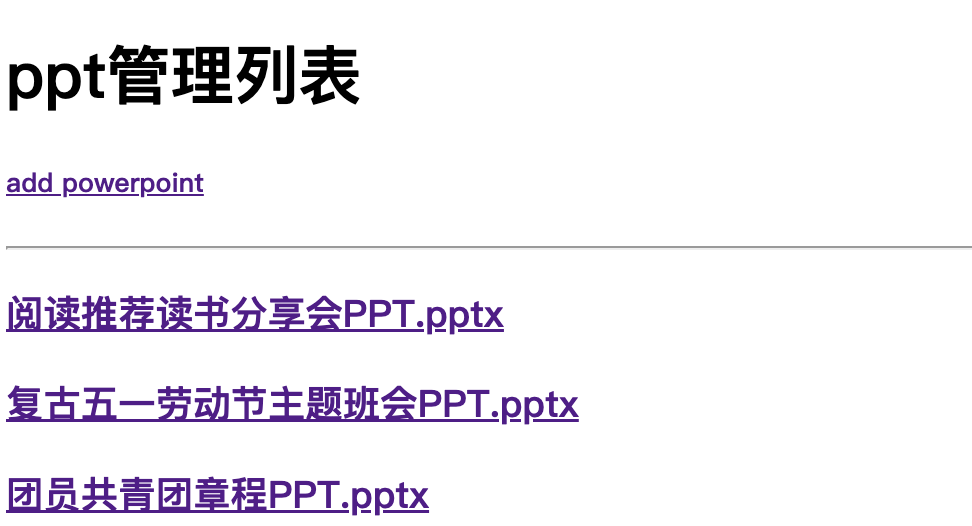 ppt管理列表
add powerpoint
阅读推荐读书分享会PPT.pptx
复古五一劳动节主题班会PPT.pptx
团员共青团章程PPT.pptx